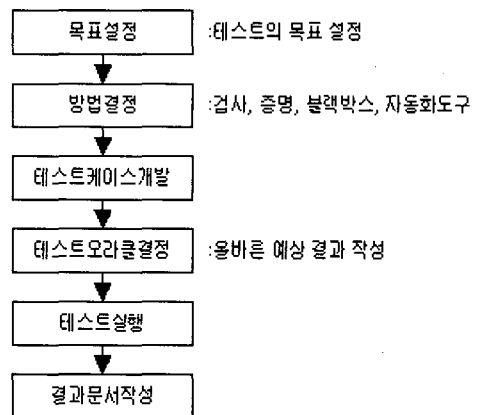 목표설정 :테스트의 목표 설정
방법결정 :검사, 증명, 블랙박스, 자동화도구
테스트케이스개발
테스트오라클결정 :올바른 예상 결과 작성
테스트실행
결과문서작성